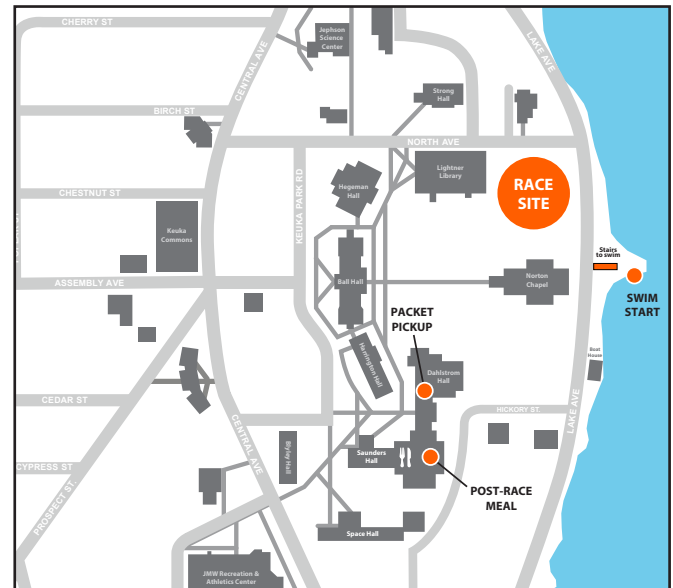 CHERRY ST
Jephson
Science
Center
CENTRAL AVE
LAKE AVE
Strong
Hall
BIRCH ST
NORTH AVE
Lightner
Library
RACE
SITE
Hegeman
Hall
KEUKA PARK RD
CHESTNUT ST
Keuka
Commons
Stairs
to swim
ASSEMBLY AVE
Ball Hall
Norton
Chapel
SWIM
START
PACKET
PICKUP
Harrington Hall
Boat
House
Dahlstrom
Hall
CEDAR ST
HICKORY ST.
LAKE AVE
CENTRAL AVE
Blyley Hall
Saunders
Hall
CYPRESS ST
PROSPECT ST.
POST-RACE
MEAL
Space Hall
JMW Recreation &
Athletics Center